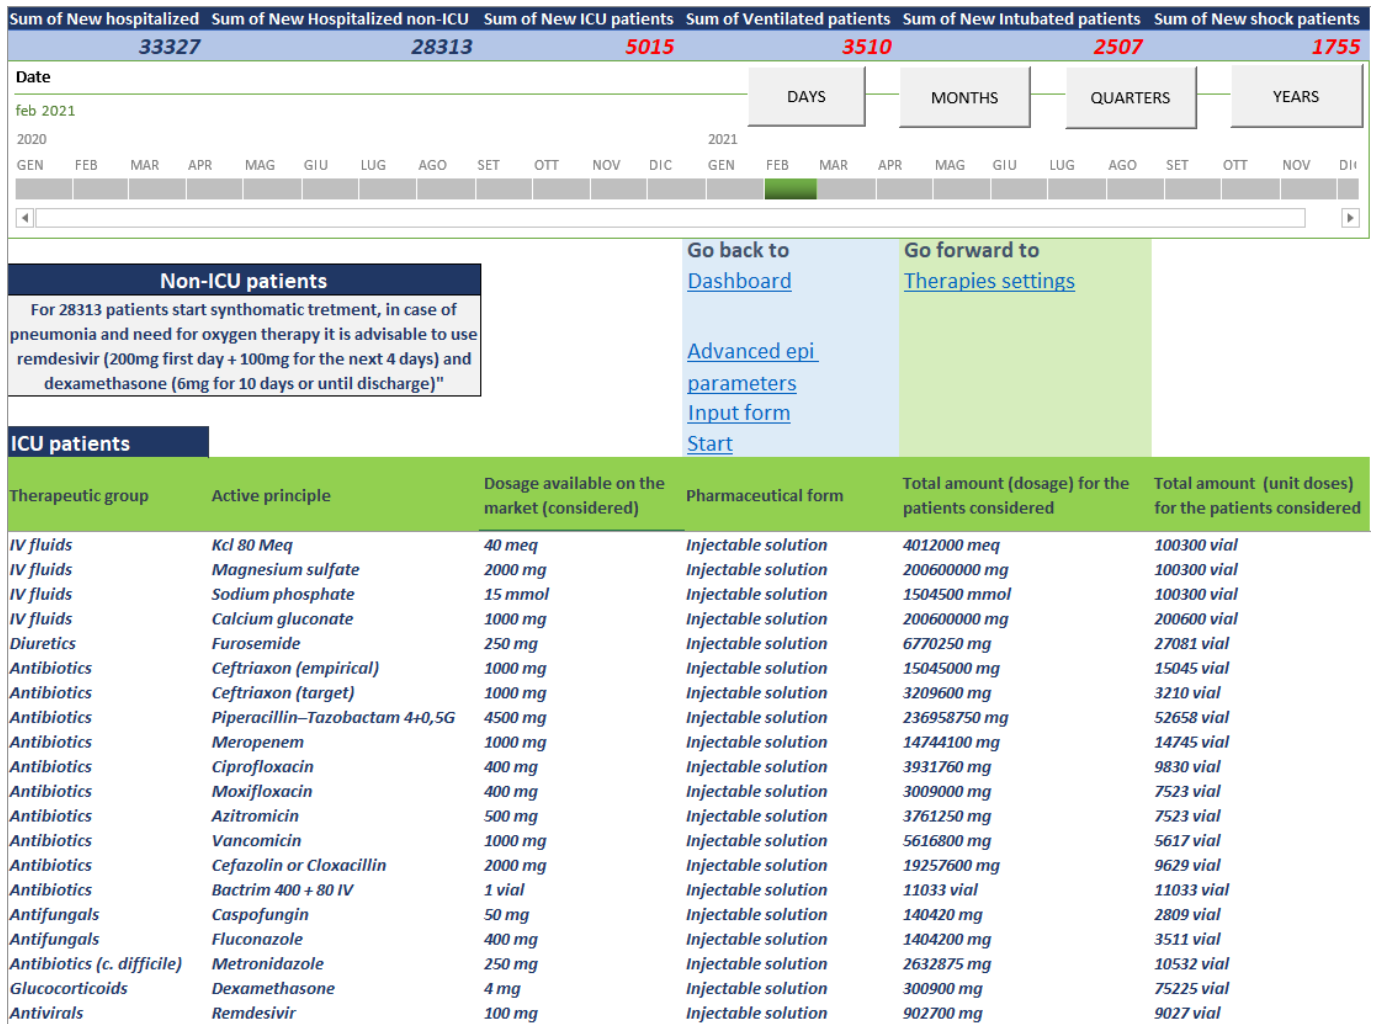 Sum of New hospitalized Sum of New Hospitalized non-ICU Sum of New ICU patients Sum of Ventilated patients Sum of New Intubated patients Sum of New shock patients
33327 28313 5015 3510 2507 1755
Date
DAYS MONTHS QUARTERS YEARS
feb 2021
2020 2021
GEN FEB MAR APR MAG GIU LUG AGO SET OTT NOV DIC GEN FEB MAR APR MAG GIU LUG AGO SET OTT NOV DI
Go back to Go forward to
Non-ICU patients Dashboard Therapies settings
For 28313 patients start synthomatic tretment, in case of
pneumonia and need for oxygen therapy it is advisable to use
remdesivir (200mg first day + 100mg for the next 4 days) and
dexamethasone (6mg for 10 days or until discharge)"
Advanced epi
parameters
Input form
Start
ICU patients
Therapeutic group Active principle Dosage available on the market (considered) Pharmaceutical form Total amount (dosage) for the patients considered Total amount (unit doses) for the patients considered
IV fluids Kcl 80 Meq 40 meq Injectable solution 4012000 meq 100300 vial
IV fluids Magnesium sulfate 2000 mg Injectable solution 200600000 mg 100300 vial
IV fluids Sodium phosphate 15 mmol Injectable solution 1504500 mmol 100300 vial
IV fluids Calcium gluconate 1000 mg Injectable solution 200600000 mg 200600 vial
Diuretics Furosemide 250 mg Injectable solution 6770250 mg 27081 vial
Antibiotics Ceftriaxon (empirical) 1000 mg Injectable solution 15045000 mg 15045 vial
Antibiotics Ceftriaxon (target) 1000 mg Injectable solution 3209600 mg 3210 vial
Antibiotics Piperacillin–Tazobactam 4+0,5G 4500 mg Injectable solution 236958750 mg 52658 vial
Antibiotics Meropenem 1000 mg Injectable solution 14744100 mg 14745 vial
Antibiotics Ciprofloxacin 400 mg Injectable solution 3931760 mg 9830 vial
Antibiotics Moxifloxacin 400 mg Injectable solution 3009000 mg 7523 vial
Antibiotics Azitromicin 500 mg Injectable solution 3761250 mg 7523 vial
Antibiotics Vancomicin 1000 mg Injectable solution 5616800 mg 5617 vial
Antibiotics Cefazolin or Cloxacillin 2000 mg Injectable solution 19257600 mg 9629 vial
Antibiotics Bactrim 400 + 80 IV 1 vial Injectable solution 11033 vial 11033 vial
Antifungals Caspofungin 50 mg Injectable solution 140420 mg 2809 vial
Antifungals Fluconazole 400 mg Injectable solution 1404200 mg 3511 vial
Antibiotics (c. difficile) Metronidazole 250 mg Injectable solution 2632875 mg 10532 vial
Glucocorticoids Dexamethasone 4 mg Injectable solution 300900 mg 75225 vial
Antivirals Remdesivir 100 mg Injectable solution 902700 mg 9027 vial